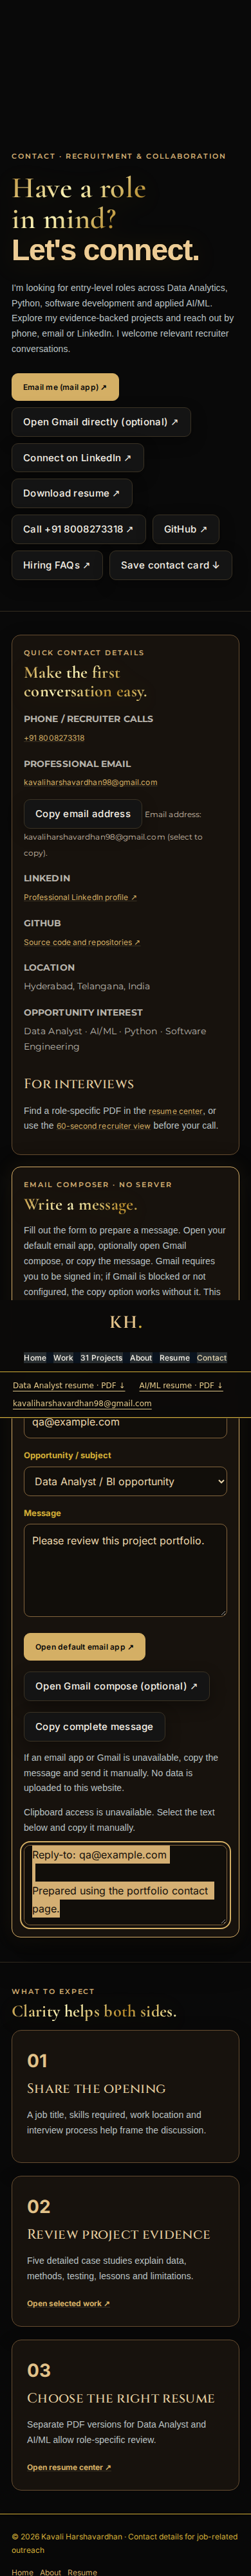 CONTACT · RECRUITMENT & COLLABORATION
Have a role
in mind?
Let's connect.
I'm looking for entry-level roles across Data Analytics,
Python, software development and applied AI/ML.
Explore my evidence-backed projects and reach out by
phone, email or LinkedIn. I welcome relevant recruiter
conversations.
Email me (mail app) ↗
Open Gmail directly (optional) ↗
Connect on LinkedIn ↗
Download resume ↗
Call +91 8008273318 ↗ GitHub ↗
Hiring FAQs ↗ Save contact card ↓
QUICK CONTACT DETAILS
Make the first
conversation easy.
PHONE / RECRUITER CALLS
+91 8008273318
PROFESSIONAL EMAIL
kavaliharshavardhan98@gmail.com
Copy email address Email address:
kavaliharshavardhan98@gmail.com (select to
copy).
LINKEDIN
Professional LinkedIn profile ↗
GITHUB
Source code and repositories ↗
LOCATION
Hyderabad, Telangana, India
OPPORTUNITY INTEREST
Data Analyst · AI/ML · Python · Software
Engineering
For interviews
Find a role-specific PDF in the resume center, or
use the 60-second recruiter view before your call.
EMAIL COMPOSER · NO SERVER
Write a message.
Fill out the form to prepare a message. Open your
default email app, optionally open Gmail
compose, or copy the message. Gmail requires
you to be signed in; if Gmail is blocked or not
configured, the copy option works without it. This
KH.
Home Work 31 Projects About Resume Contact
Data Analyst resume · PDF ↓ AI/ML resume · PDF ↓
kavaliharshavardhan98@gmail.com
qa@example.com
Opportunity / subject
Data Analyst / BI opportunity
Message
Please review this project portfolio.
Open default email app ↗
Open Gmail compose (optional) ↗
Copy complete message
If an email app or Gmail is unavailable, copy the
message and send it manually. No data is
uploaded to this website.
Clipboard access is unavailable. Select the text
below and copy it manually.
Reply-to: qa@example.com
Prepared using the portfolio contact
page.
WHAT TO EXPECT
Clarity helps both sides.
01
Share the opening
A job title, skills required, work location and
interview process help frame the discussion.
02
Review project evidence
Five detailed case studies explain data,
methods, testing, lessons and limitations.
Open selected work ↗
03
Choose the right resume
Separate PDF versions for Data Analyst and
AI/ML allow role-specific review.
Open resume center ↗
© 2026 Kavali Harshavardhan · Contact details for job-related
outreach
Home About Resume